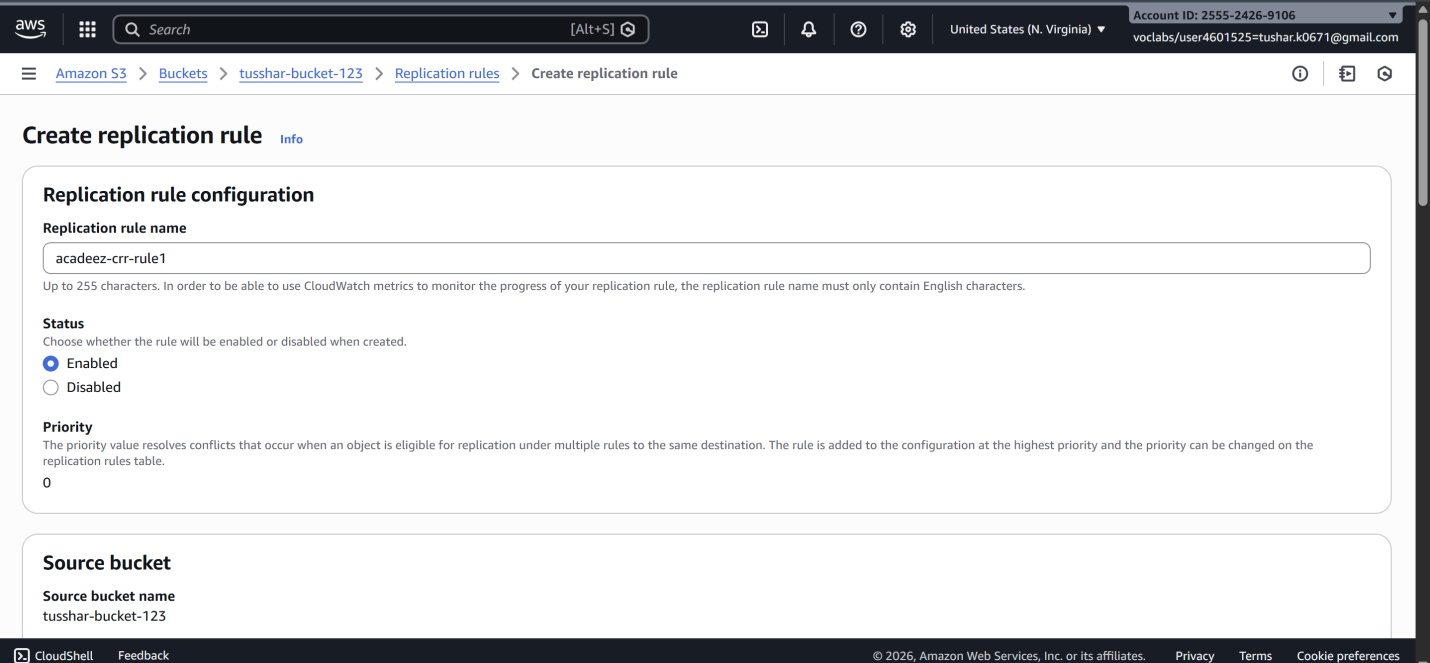 aws
Search
[Alt+S]
United States (N. Virginia)
Account ID: 2555-2426-9106
voclabs/user4601525=tushar.k0671@gmail.com
Amazon S3 > Buckets > tusshar-bucket-123 > Replication rules > Create replication rule
Create replication rule Info
Replication rule configuration
Replication rule name
acadeez-crr-rule1
Up to 255 characters. In order to be able to use CloudWatch metrics to monitor the progress of your replication rule, the replication rule name must only contain English characters.
Status
Choose whether the rule will be enabled or disabled when created.
Enabled
Disabled
Priority
The priority value resolves conflicts that occur when an object is eligible for replication under multiple rules to the same destination. The rule is added to the configuration at the highest priority and the priority can be changed on the
replication rules table.
0
Source bucket
Source bucket name
tusshar-bucket-123
CloudShell Feedback © 2026, Amazon Web Services, Inc. or its affiliates. Privacy Terms Cookie preferences